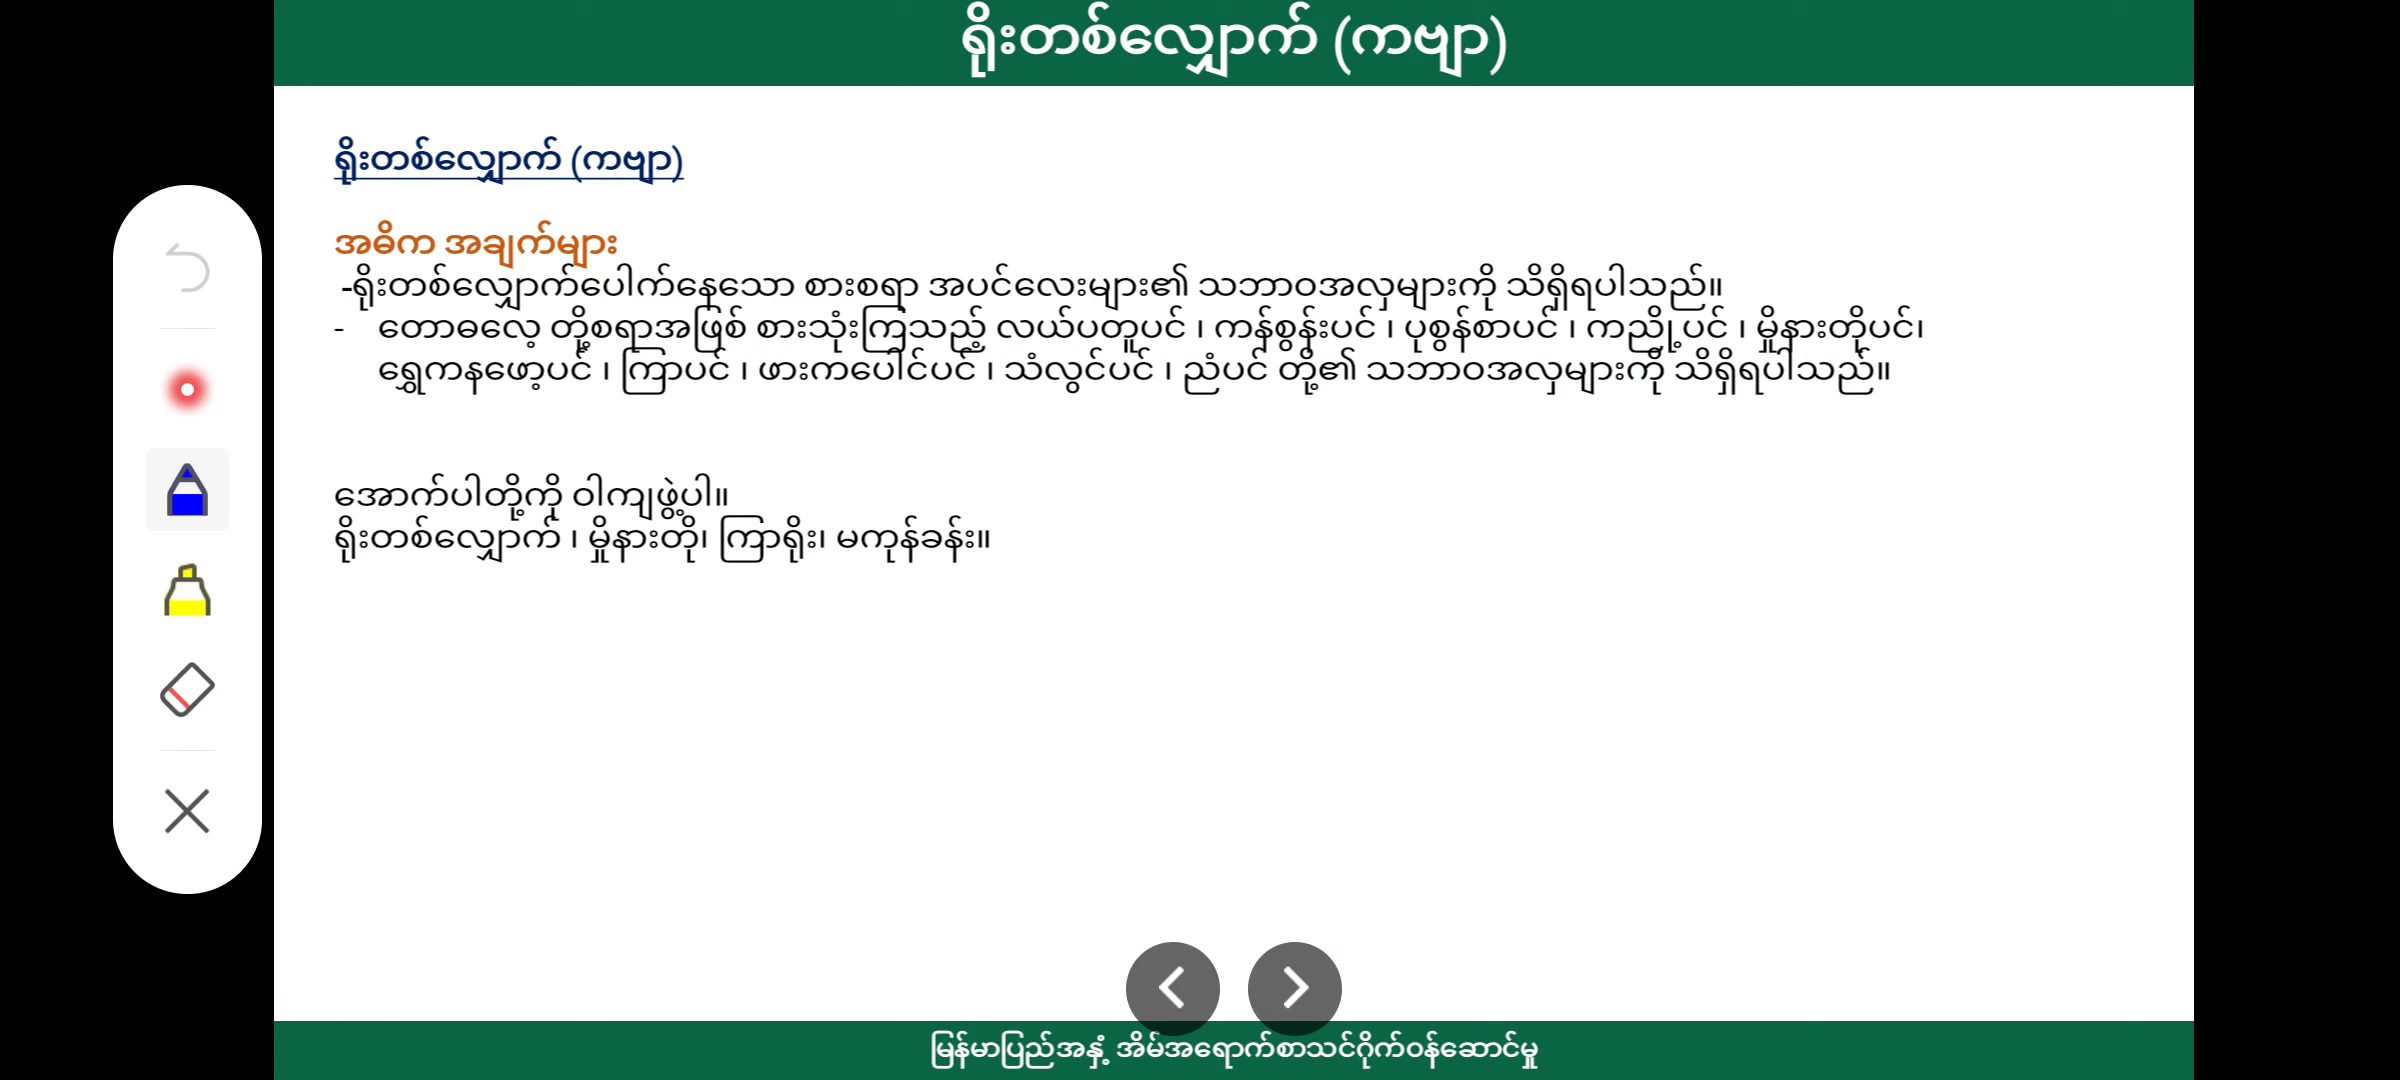 ရိုးတစ်လျှောက် (ကဗျာ)
ရိုးတစ်လျှောက် (ကဗျာ)
အဓိက အချက်များ
-ရိုးတစ်လျှောက်ပေါက်နေသော စားစရာ အပင်လေးများ၏ သဘာဝအလှများကို သိရှိရပါသည်။
- တောဓလေ့ တို့စရာအဖြစ် စားသုံးကြသည့် လယ်ပတူပင် ၊ ကန်စွန်းပင် ၊ ပုစွန်စာပင် ၊ ကညို့ပင် ၊ မှိုနားတိုပင်၊
ရွှေကနဖော့ပင် ၊ ကြာပင် ၊ ဖားကပေါင်ပင် ၊ သံလွင်ပင် ၊ ညံပင် တို့၏ သဘာဝအလှများကို သိရှိရပါသည်။
အောက်ပါတို့ကို ဝါကျဖွဲ့ပါ။
ရိုးတစ်လျှောက် ၊ မှိုနားတို၊ ကြာရိုး၊ မကုန်ခန်း။
မြန်မာပြည်အနှံ့ အိမ်အရောက်စာသင်ဂိုက်ဝန်ဆောင်မှု